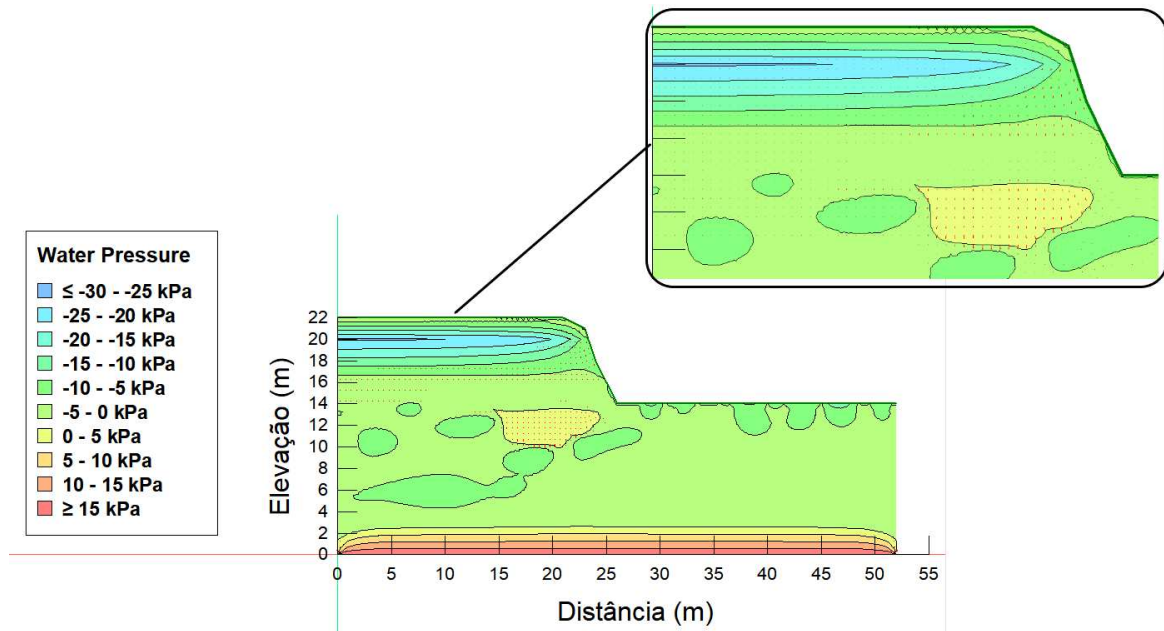 Water Pressure
≤ -30 - -25 kPa
-25 - -20 kPa
-20 - -15 kPa
-15 - -10 kPa
-10 - -5 kPa
-5 - 0 kPa
0 - 5 kPa
5 - 10 kPa
10 - 15 kPa
≥ 15 kPa
Elevação (m)
22
20
18
16
14
12
10
8
6
4
2
0
0 5 10 15 20 25 30 35 40 45 50 55
Distância (m)